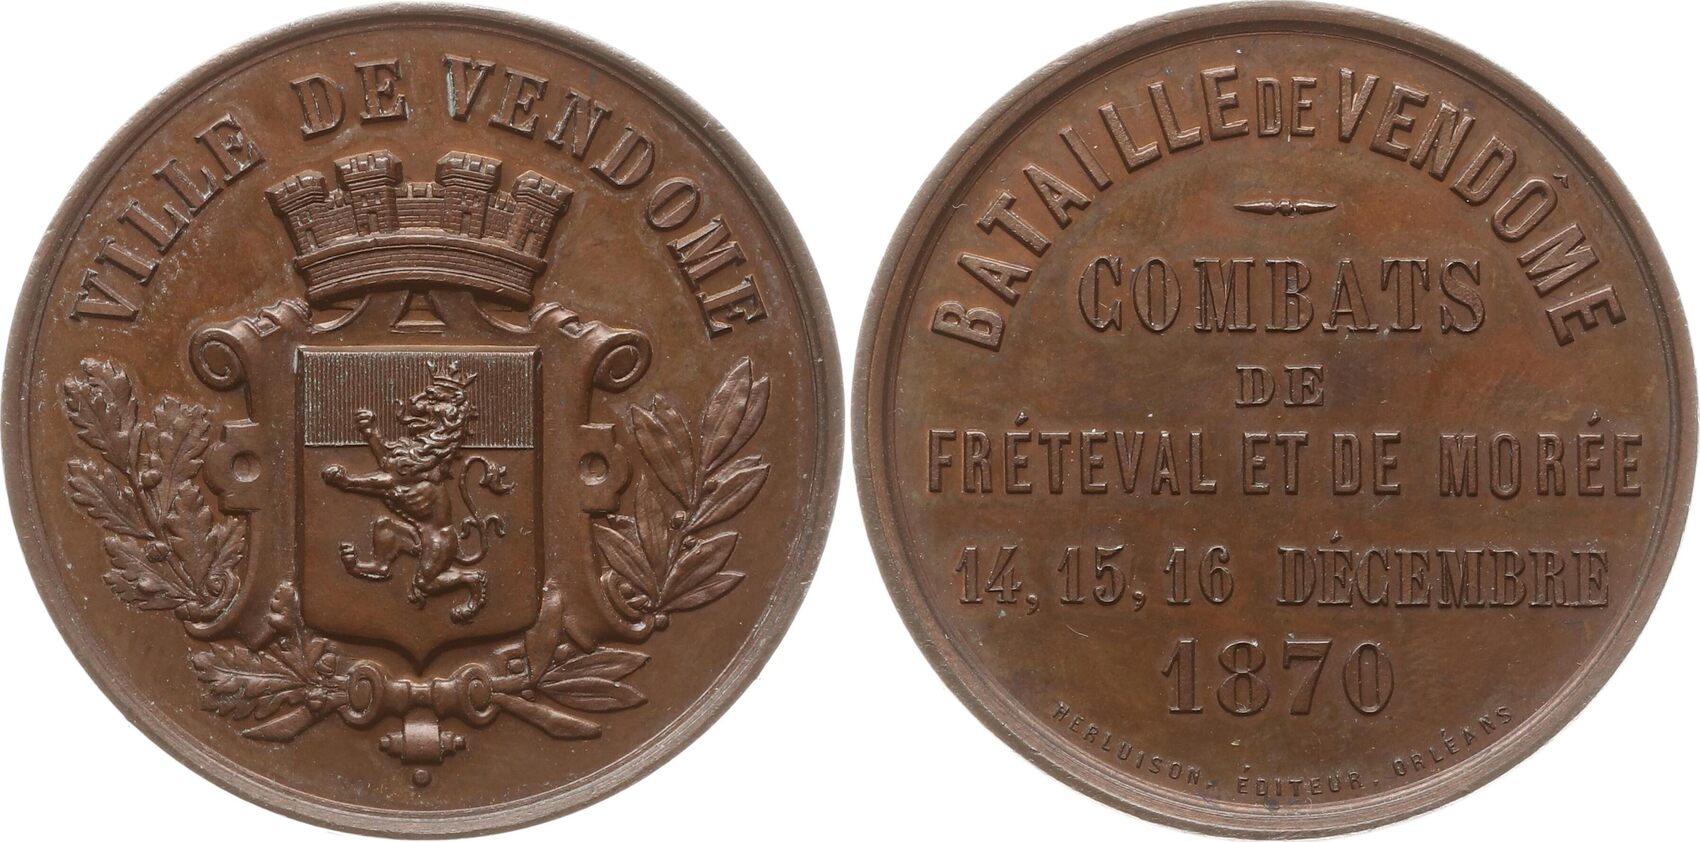 VILLE DE VENDOME
BATAILLE DE VENDÔME
COMBATS
DE
FRÉTEVAL ET DE MORÉE
14, 15, 16 DÉCEMBRE
1870
HERLUISON, ÉDITEUR, ORLÉANS